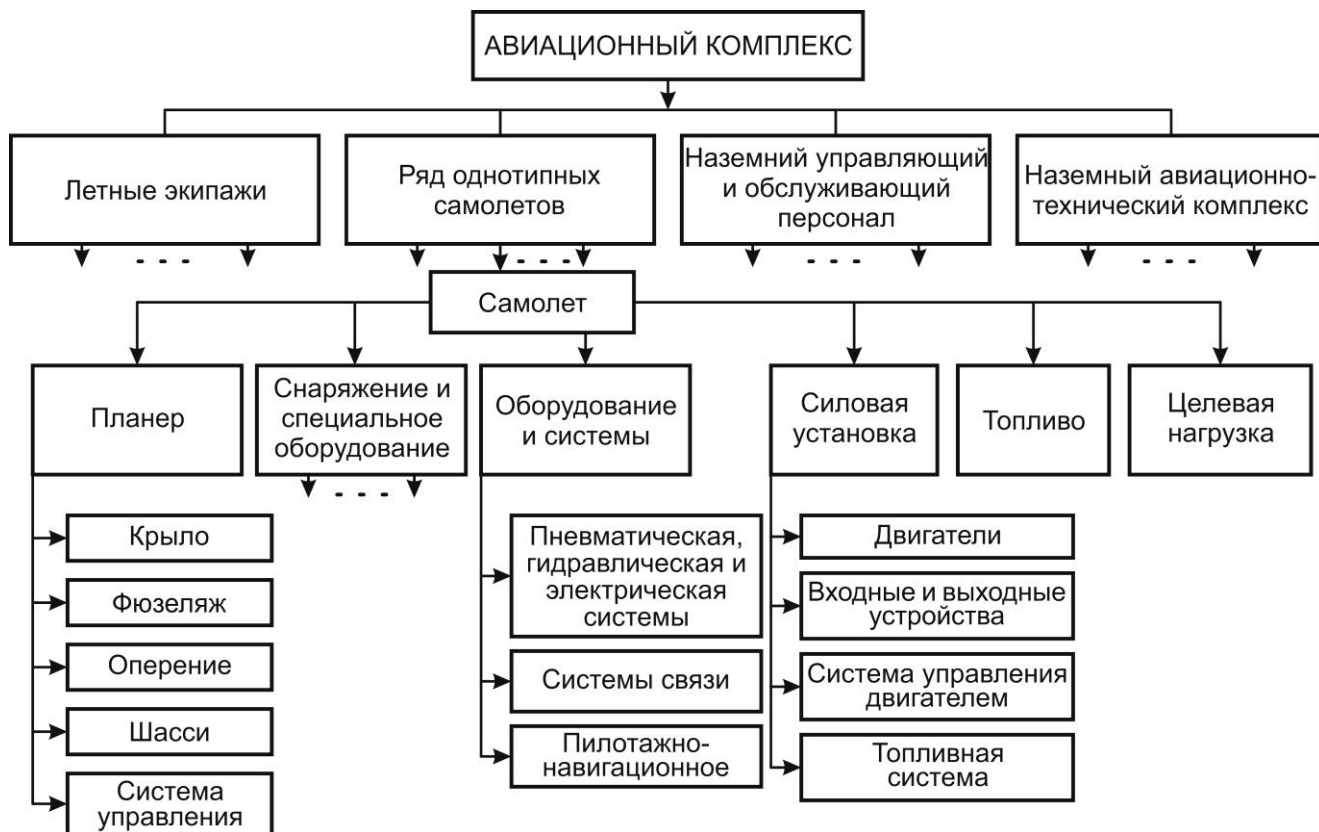 АВИАЦИОННЫЙ КОМПЛЕКС
Летные экипажи
Ряд однотипных
самолетов
Наземний управляющий
и обслуживающий
персонал
Наземный авиационно-
технический комплекс
- - -
- - -
- - -
- - -
Самолет
Планер
Снаряжение и
специальное
оборудование
Оборудование
и системы
Силовая
установка
Топливо
Целевая
нагрузка
- - -
Крыло
Фюзеляж
Оперение
Шасси
Система
управления
Пневматическая,
гидравлическая и
электрическая
системы
Системы связи
Пилотажно-
навигационное
Двигатели
Входные и выходные
устройства
Система управления
двигателем
Топливная
система